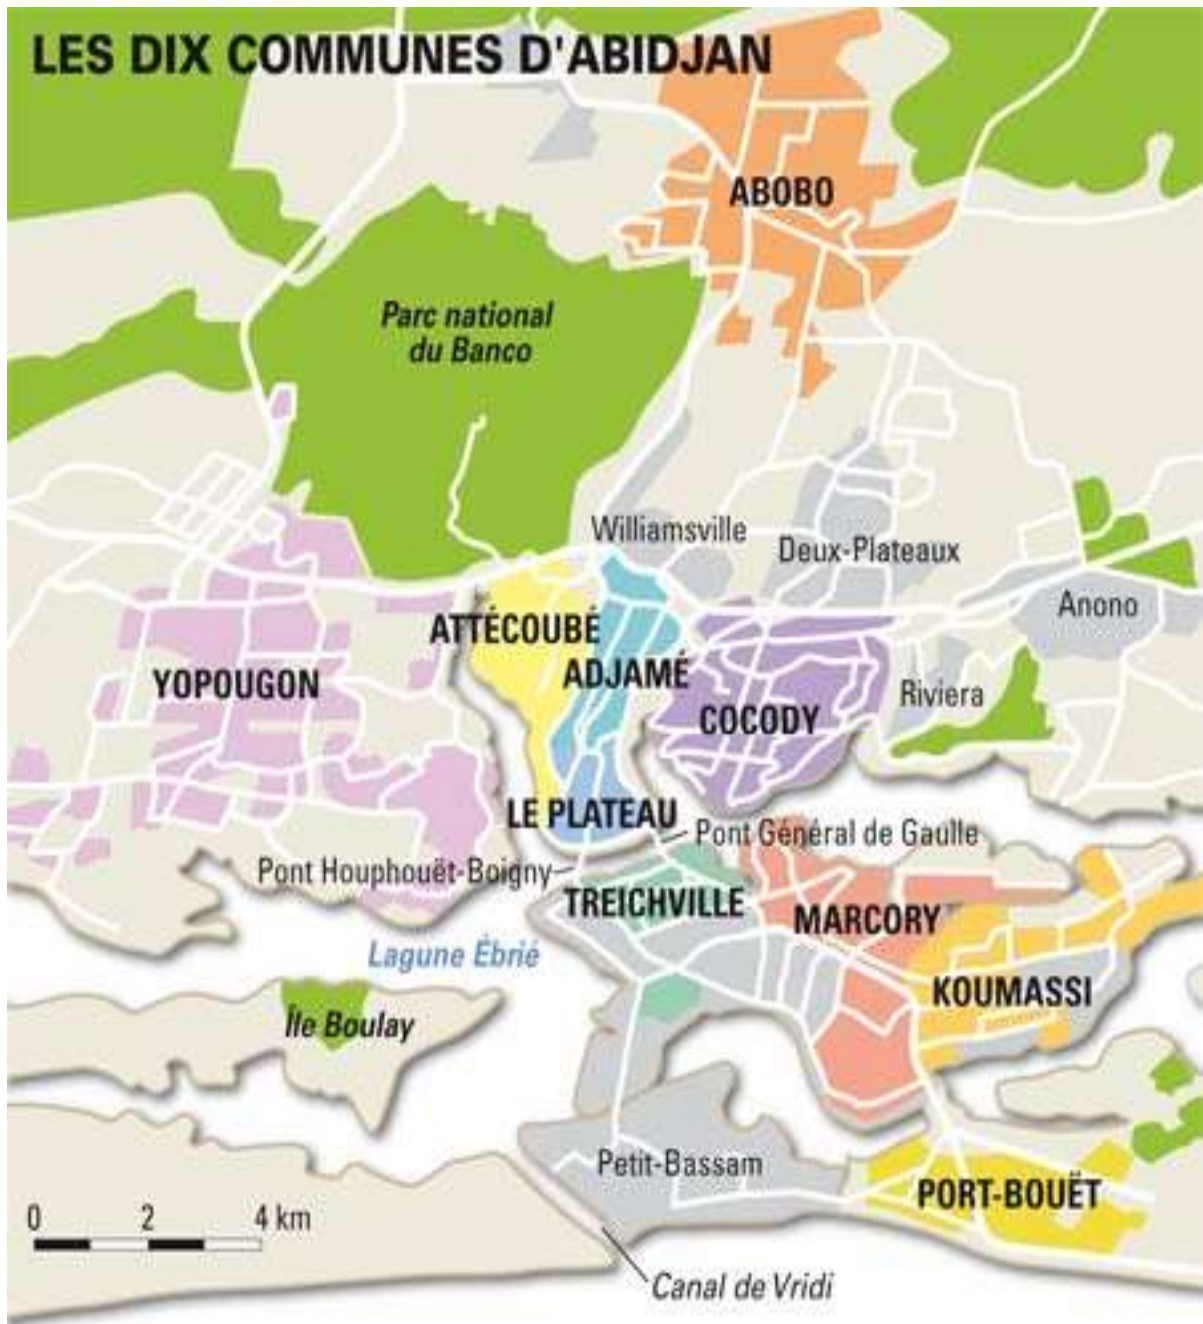 LES DIX COMMUNES D'ABIDJAN
ABOBO
Parc national
du Banco
Williamsville
Deux-Plateaux
Anono
ATTÉCOUBÉ
ADJAMÉ
YOPOUGON
COCODY
Riviera
LE PLATEAU
Pont Général de Gaulle
Pont Houphouët-Boigny
TREICHVILLE
MARCORY
Lagune Ébrié
KOUMASSI
Île Boulay
Petit-Bassam
PORT-BOUËT
0 2 4 km
Canal de Vridi